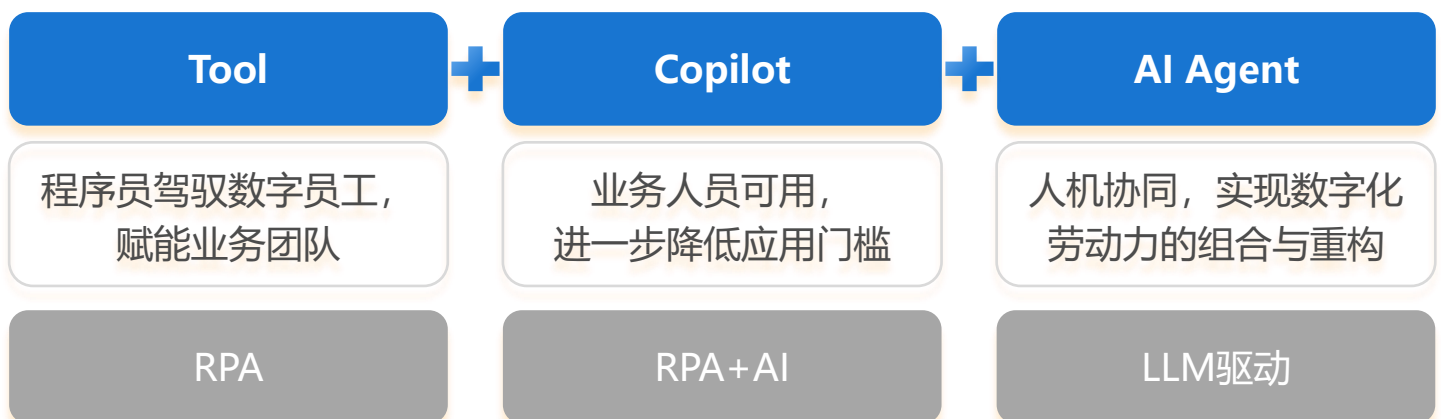 Tool
Copilot
AI Agent
程序员驾驭数字员工，
赋能业务团队
业务人员可用，
进一步降低应用门槛
人机协同，实现数字化
劳动力的组合与重构
RPA
RPA+AI
LLM驱动